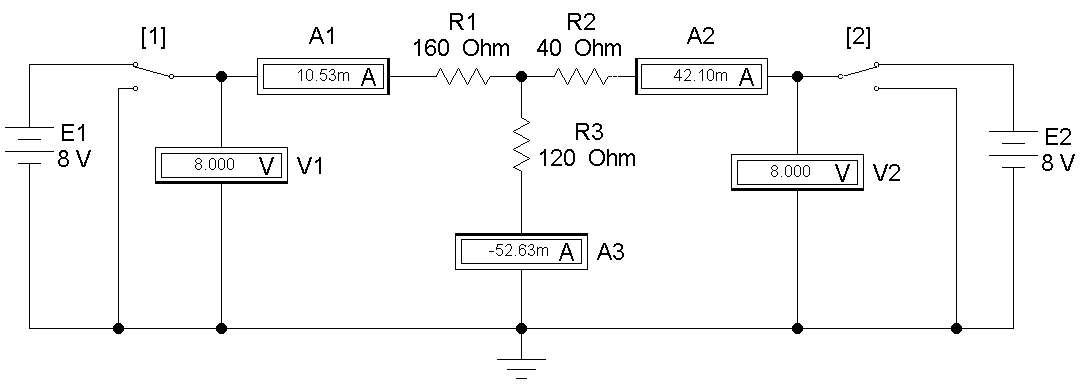 [1]
A1
R1
160 Ohm
R2
40 Ohm
A2
[2]
10.53m A
42.10m A
E1
8 V
8.000 V
V1
R3
120 Ohm
8.000 V
V2
E2
8 V
-52.63m A
A3